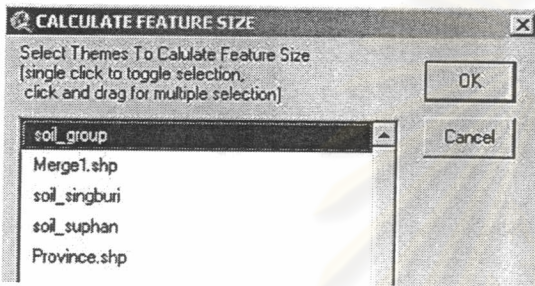 CALCULATE FEATURE SIZE
Select Themes To Calulate Feature Size
(single click to toggle selection,
click and drag for multiple selection)
OK
Cancel
soil_group
Merge1.shp
soil_singburi
soil_suphan
Province.shp